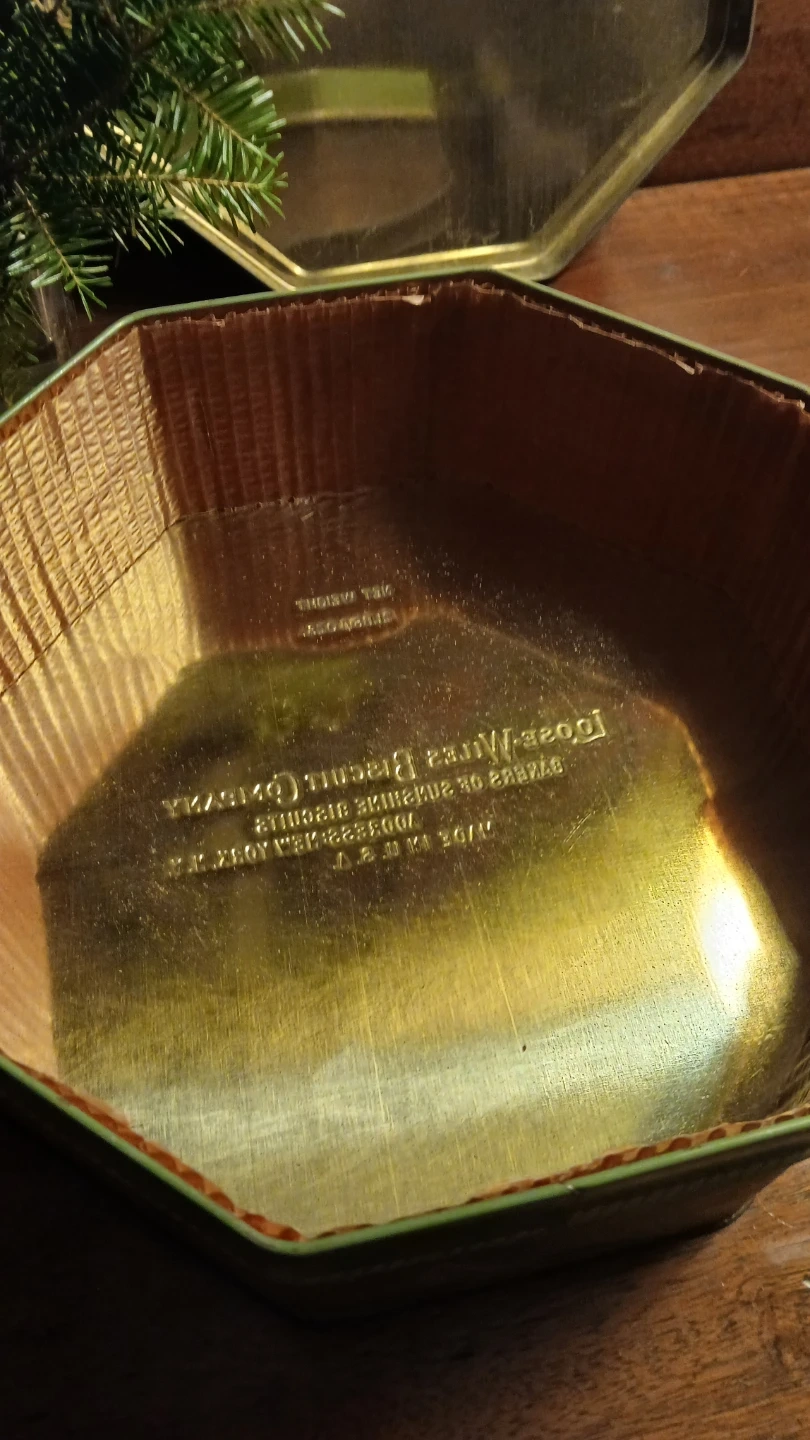 NET WEIGHT
LOOSE-WILES BISCUIT COMPANY
BAKERS OF SUNSHINE BISCUITS
ADDRESS-NEW YORK, N.Y.
MADE IN U.S.A.